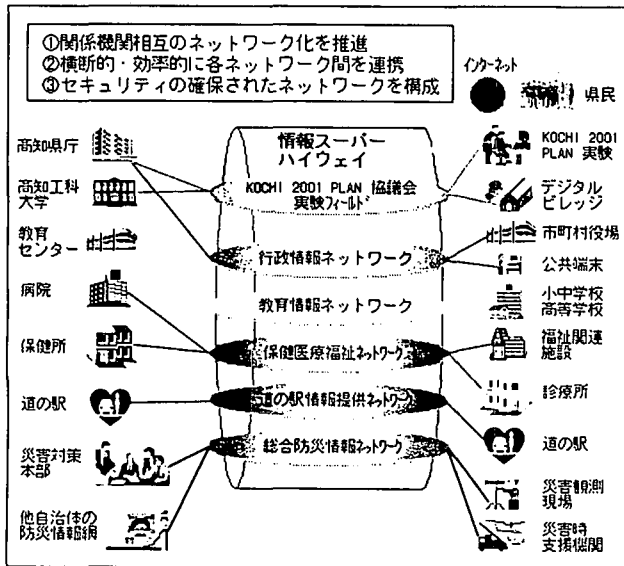 ①関係機関相互のネットワーク化を推進
②横断的・効率的に各ネットワーク間を連携
③セキュリティの確保されたネットワークを構成
インターネット
県民
情報スーパー
ハイウェイ
KOCHI 2001 PLAN 協議会
実験フィールド
行政情報ネットワーク
教育情報ネットワーク
保健医療福祉ネットワーク
道の駅情報提供ネットワーク
総合防災情報ネットワーク
高知県庁
高知工科
大学
教育
センター
病院
保健所
道の駅
災害対策
本部
他自治体の
防災情報網
KOCHI 2001
PLAN 実験
デジタル
ビレッジ
市町村役場
公共端末
小中学校
高等学校
福祉関連
施設
診療所
道の駅
災害観測
現場
災害時
支援機関